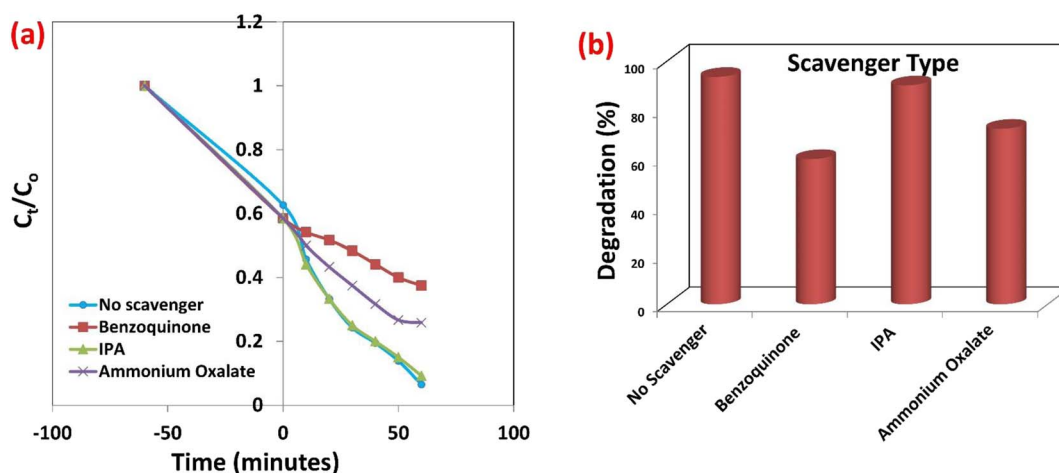 (a)
1.2
1
0.8
0.6
0.4
0.2
0
Ct/Co
-100
-50
0
50
100
Time (minutes)
No scavenger
Benzoquinone
IPA
Ammonium Oxalate
(b)
Scavenger Type
100
80
60
40
20
0
Degradation (%)
No Scavenger
Benzoquinone
IPA
Ammonium Oxalate